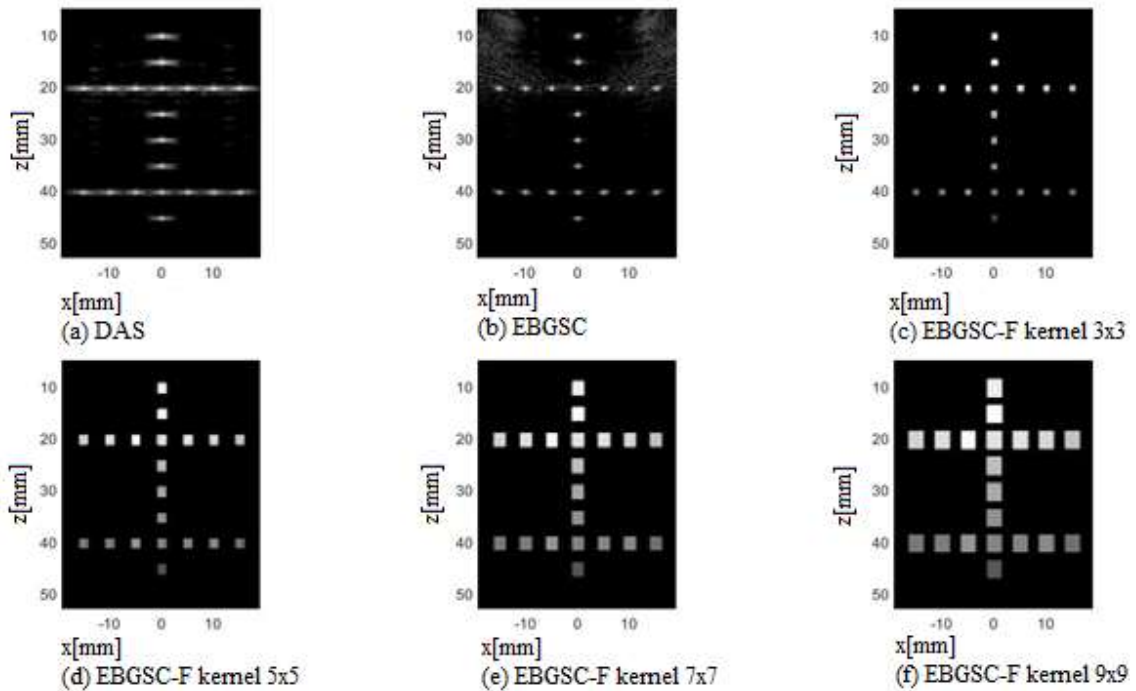 10
20
30
40
50
z[mm]
-10 0 10
x[mm]
(a) DAS
10
20
30
40
50
z[mm]
-10 0 10
x[mm]
(b) EBGSC
10
20
30
40
50
z[mm]
-10 0 10
x[mm]
(c) EBGSC-F kernel 3x3
10
20
30
40
50
z[mm]
-10 0 10
x[mm]
(d) EBGSC-F kernel 5x5
10
20
30
40
50
z[mm]
-10 0 10
x[mm]
(e) EBGSC-F kernel 7x7
10
20
30
40
50
z[mm]
-10 0 10
x[mm]
(f) EBGSC-F kernel 9x9